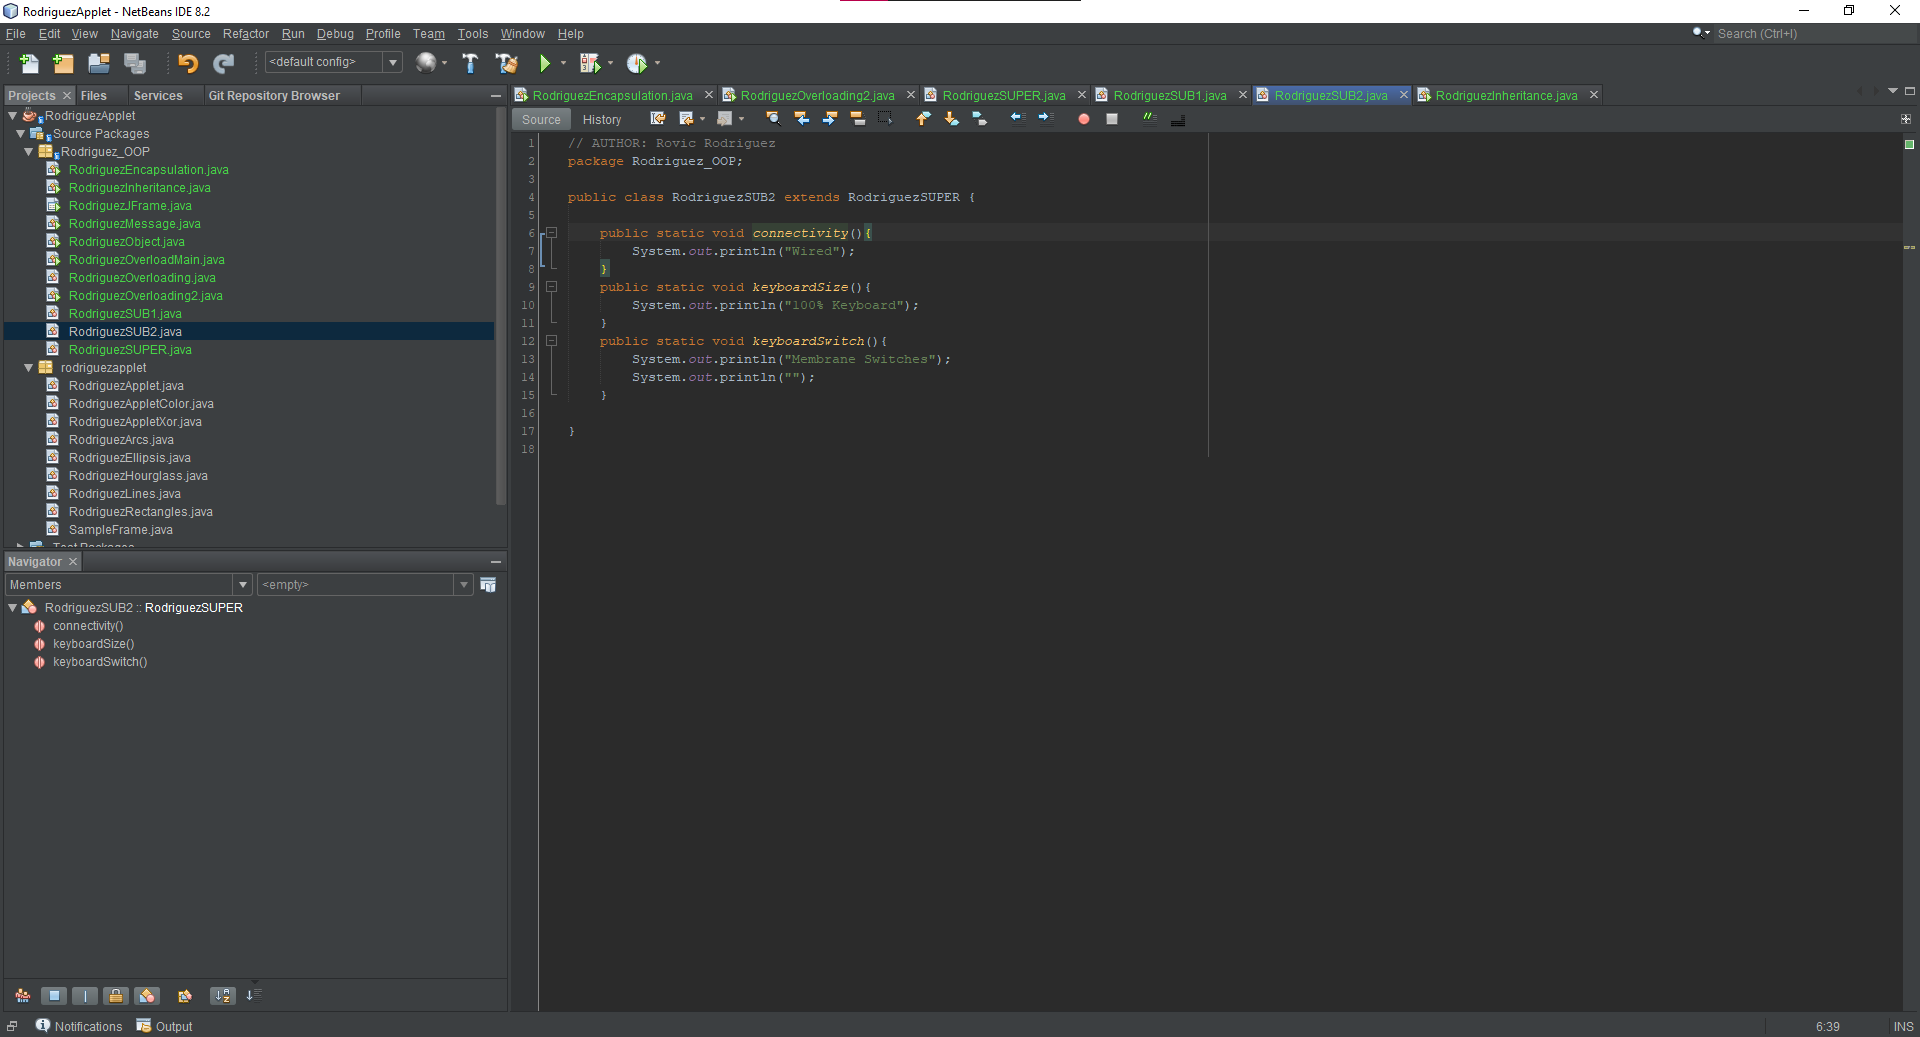 RodriguezApplet - NetBeans IDE 8.2
File Edit View Navigate Source Refactor Run Debug Profile Team Tools Window Help
Search (Ctrl+I)
<default config>
Projects Files Services Git Repository Browser
RodriguezApplet
Source Packages
Rodriguez_OOP
RodriguezEncapsulation.java
RodriguezInheritance.java
RodriguezJFrame.java
RodriguezMessage.java
RodriguezObject.java
RodriguezOverloadMain.java
RodriguezOverloading.java
RodriguezOverloading2.java
RodriguezSUB1.java
RodriguezSUB2.java
RodriguezSUPER.java
rodriguezapplet
RodriguezApplet.java
RodriguezAppletColor.java
RodriguezAppletXor.java
RodriguezArcs.java
RodriguezEllipsis.java
RodriguezHourglass.java
RodriguezLines.java
RodriguezRectangles.java
SampleFrame.java
Test Packages
Navigator
Members <empty>
RodriguezSUB2 :: RodriguezSUPER
connectivity()
keyboardSize()
keyboardSwitch()
RodriguezEncapsulation.java RodriguezOverloading2.java RodriguezSUPER.java RodriguezSUB1.java RodriguezSUB2.java RodriguezInheritance.java
Source History
1 // AUTHOR: Rovic Rodriguez
2 package Rodriguez_OOP;
3
4 public class RodriguezSUB2 extends RodriguezSUPER {
5
6 public static void connectivity(){
7 System.out.println("Wired");
8 }
9 public static void keyboardSize(){
10 System.out.println("100% Keyboard");
11 }
12 public static void keyboardSwitch(){
13 System.out.println("Membrane Switches");
14 System.out.println("");
15 }
16
17 }
18
Notifications Output
6:39 INS